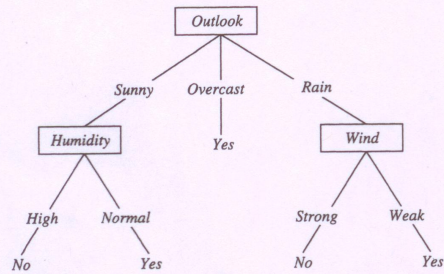 Outlook
Sunny Overcast Rain
Humidity Yes Wind
High Normal Strong Weak
No Yes No Yes